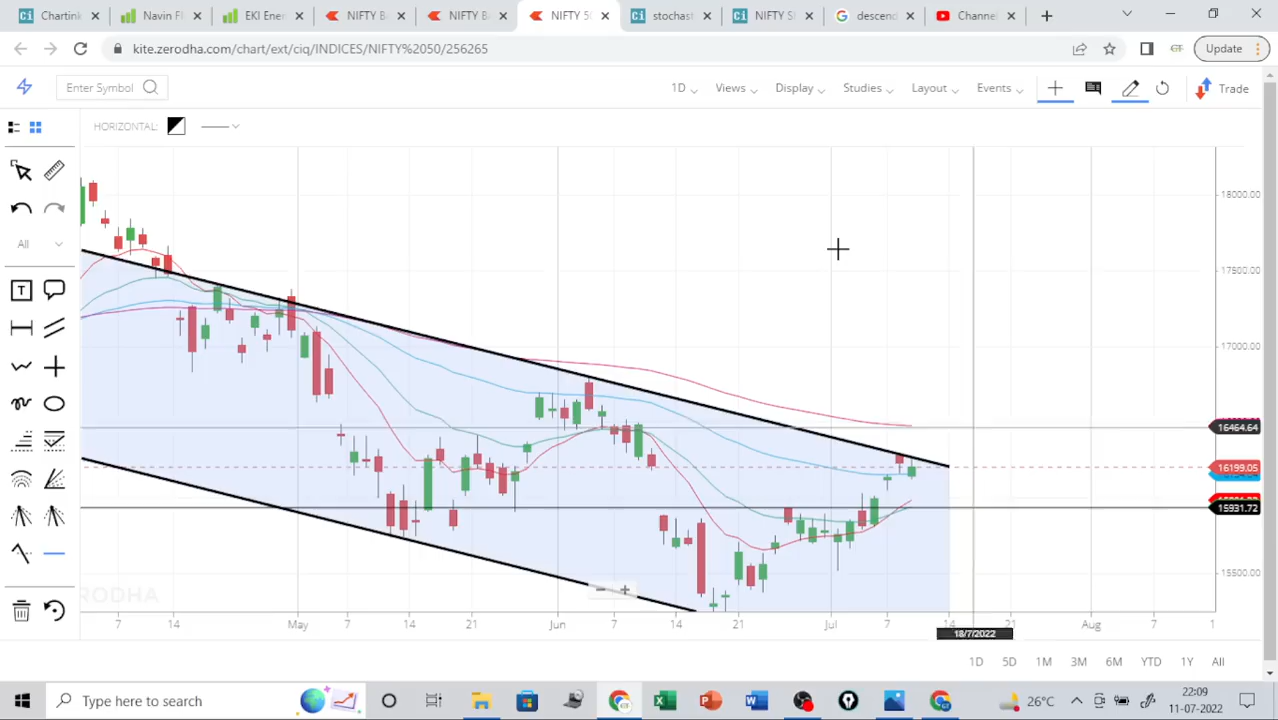 Chartink
Navin Fl
EKI Ener
NIFTY B
NIFTY B
NIFTY 5
stochast
NIFTY S
descend
Channel
kite.zerodha.com/chart/ext/ciq/INDICES/NIFTY%2050/256265
Update
Enter Symbol
1D
Views
Display
Studies
Layout
Events
Trade
HORIZONTAL:
All
T
18000.00
17500.00
17000.00
16464.64
16199.05
15931.72
15500.00
7
14
May
7
14
21
Jun
7
14
21
Jul
7
14
21
Aug
7
1
18/7/2022
1D
5D
1M
3M
6M
YTD
1Y
All
Type here to search
26°C
22:09
11-07-2022